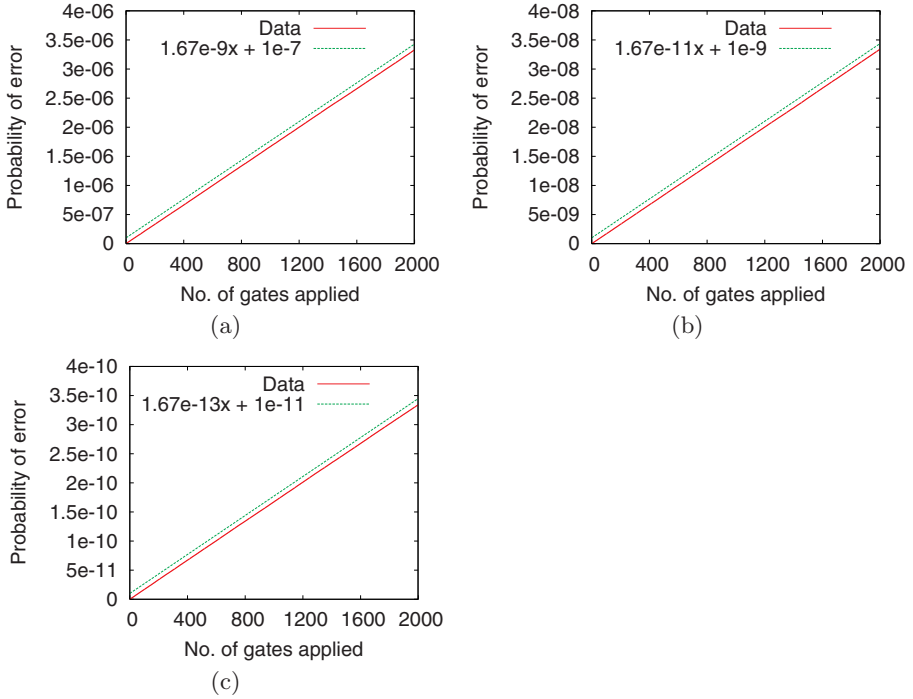 4e-06
3.5e-06
3e-06
2.5e-06
2e-06
1.5e-06
1e-06
5e-07
0
Probability of error
Data
1.67e-9x + 1e-7
0 400 800 1200 1600 2000
No. of gates applied
(a)
4e-08
3.5e-08
3e-08
2.5e-08
2e-08
1.5e-08
1e-08
5e-09
0
Probability of error
Data
1.67e-11x + 1e-9
0 400 800 1200 1600 2000
No. of gates applied
(b)
4e-10
3.5e-10
3e-10
2.5e-10
2e-10
1.5e-10
1e-10
5e-11
0
Probability of error
Data
1.67e-13x + 1e-11
0 400 800 1200 1600 2000
No. of gates applied
(c)